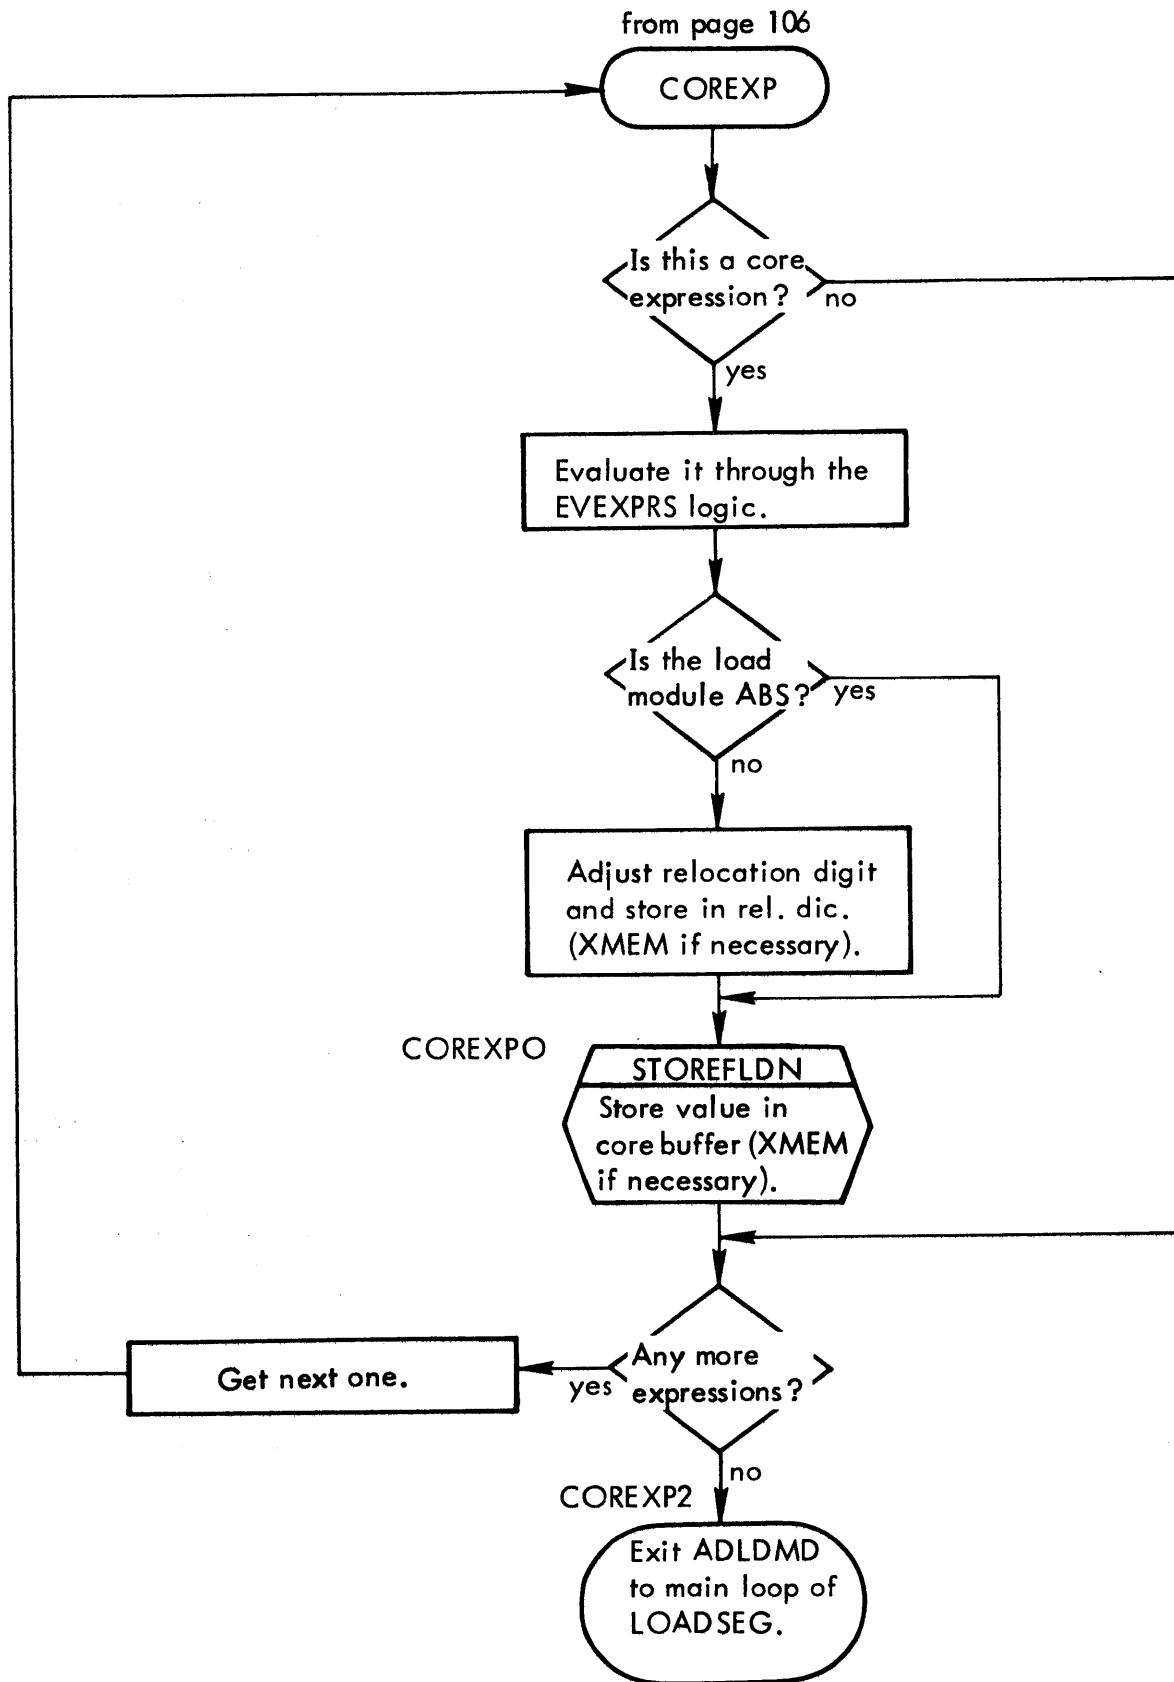 from page 106
COREXP
Is this a core
expression?
no
yes
Evaluate it through the
EVEXPRS logic.
Is the load
module ABS?
yes
no
Adjust relocation digit
and store in rel. dic.
(XMEM if necessary).
COREXPO
STOREFLDN
Store value in
core buffer (XMEM
if necessary).
Any more
expressions?
yes
Get next one.
no
COREXP2
Exit ADLDMD
to main loop of
LOADSEG.